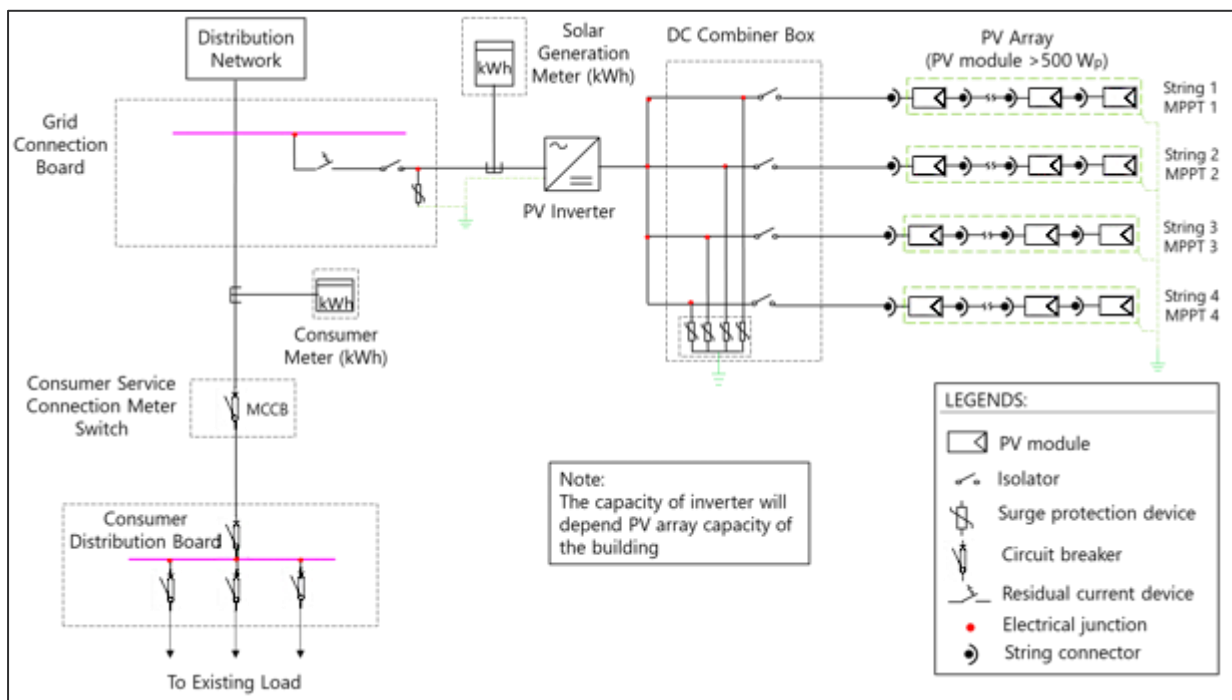 Distribution
Network
Solar
Generation
Meter (kWh)
kWh
DC Combiner Box
PV Array
(PV module >500 Wp)
String 1
MPPT 1
Grid
Connection
Board
String 2
MPPT 2
PV Inverter
String 3
MPPT 3
kWh
Consumer
Meter (kWh)
String 4
MPPT 4
Consumer Service
Connection Meter
Switch
MCCB
Note:
The capacity of inverter will
depend PV array capacity of
the building
LEGENDS:
PV module
Isolator
Surge protection device
Circuit breaker
Residual current device
Electrical junction
String connector
Consumer
Distribution Board
To Existing Load